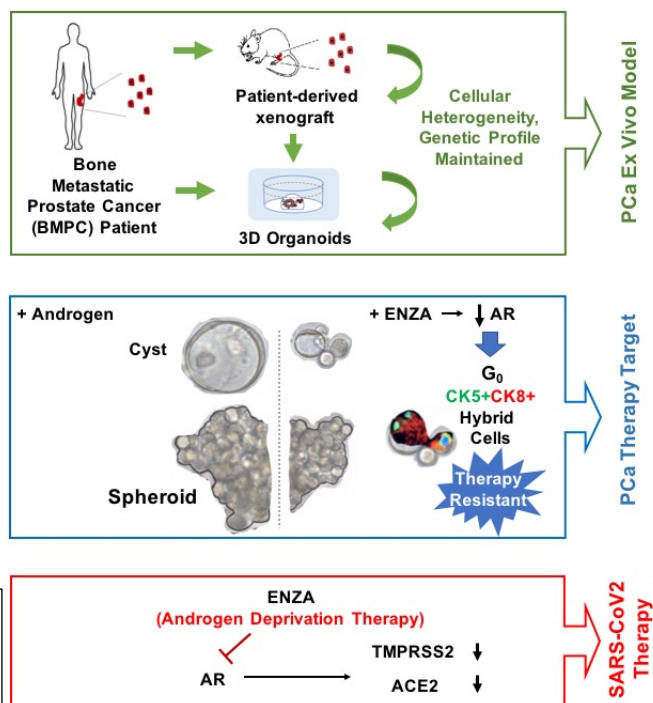 Bone
Metastatic
Prostate Cancer
(BMPC) Patient
Patient-derived
xenograft
3D Organoids
Cellular
Heterogeneity,
Genetic Profile
Maintained
PCa Ex Vivo Model
+ Androgen
Cyst
Spheroid
+ ENZA → ↓ AR
G₀
CK5+CK8+
Hybrid
Cells
Therapy
Resistant
PCa Therapy Target
ENZA
(Androgen Deprivation Therapy)
AR
TMPRSS2 ↓
ACE2 ↓
SARS-CoV2
Therapy